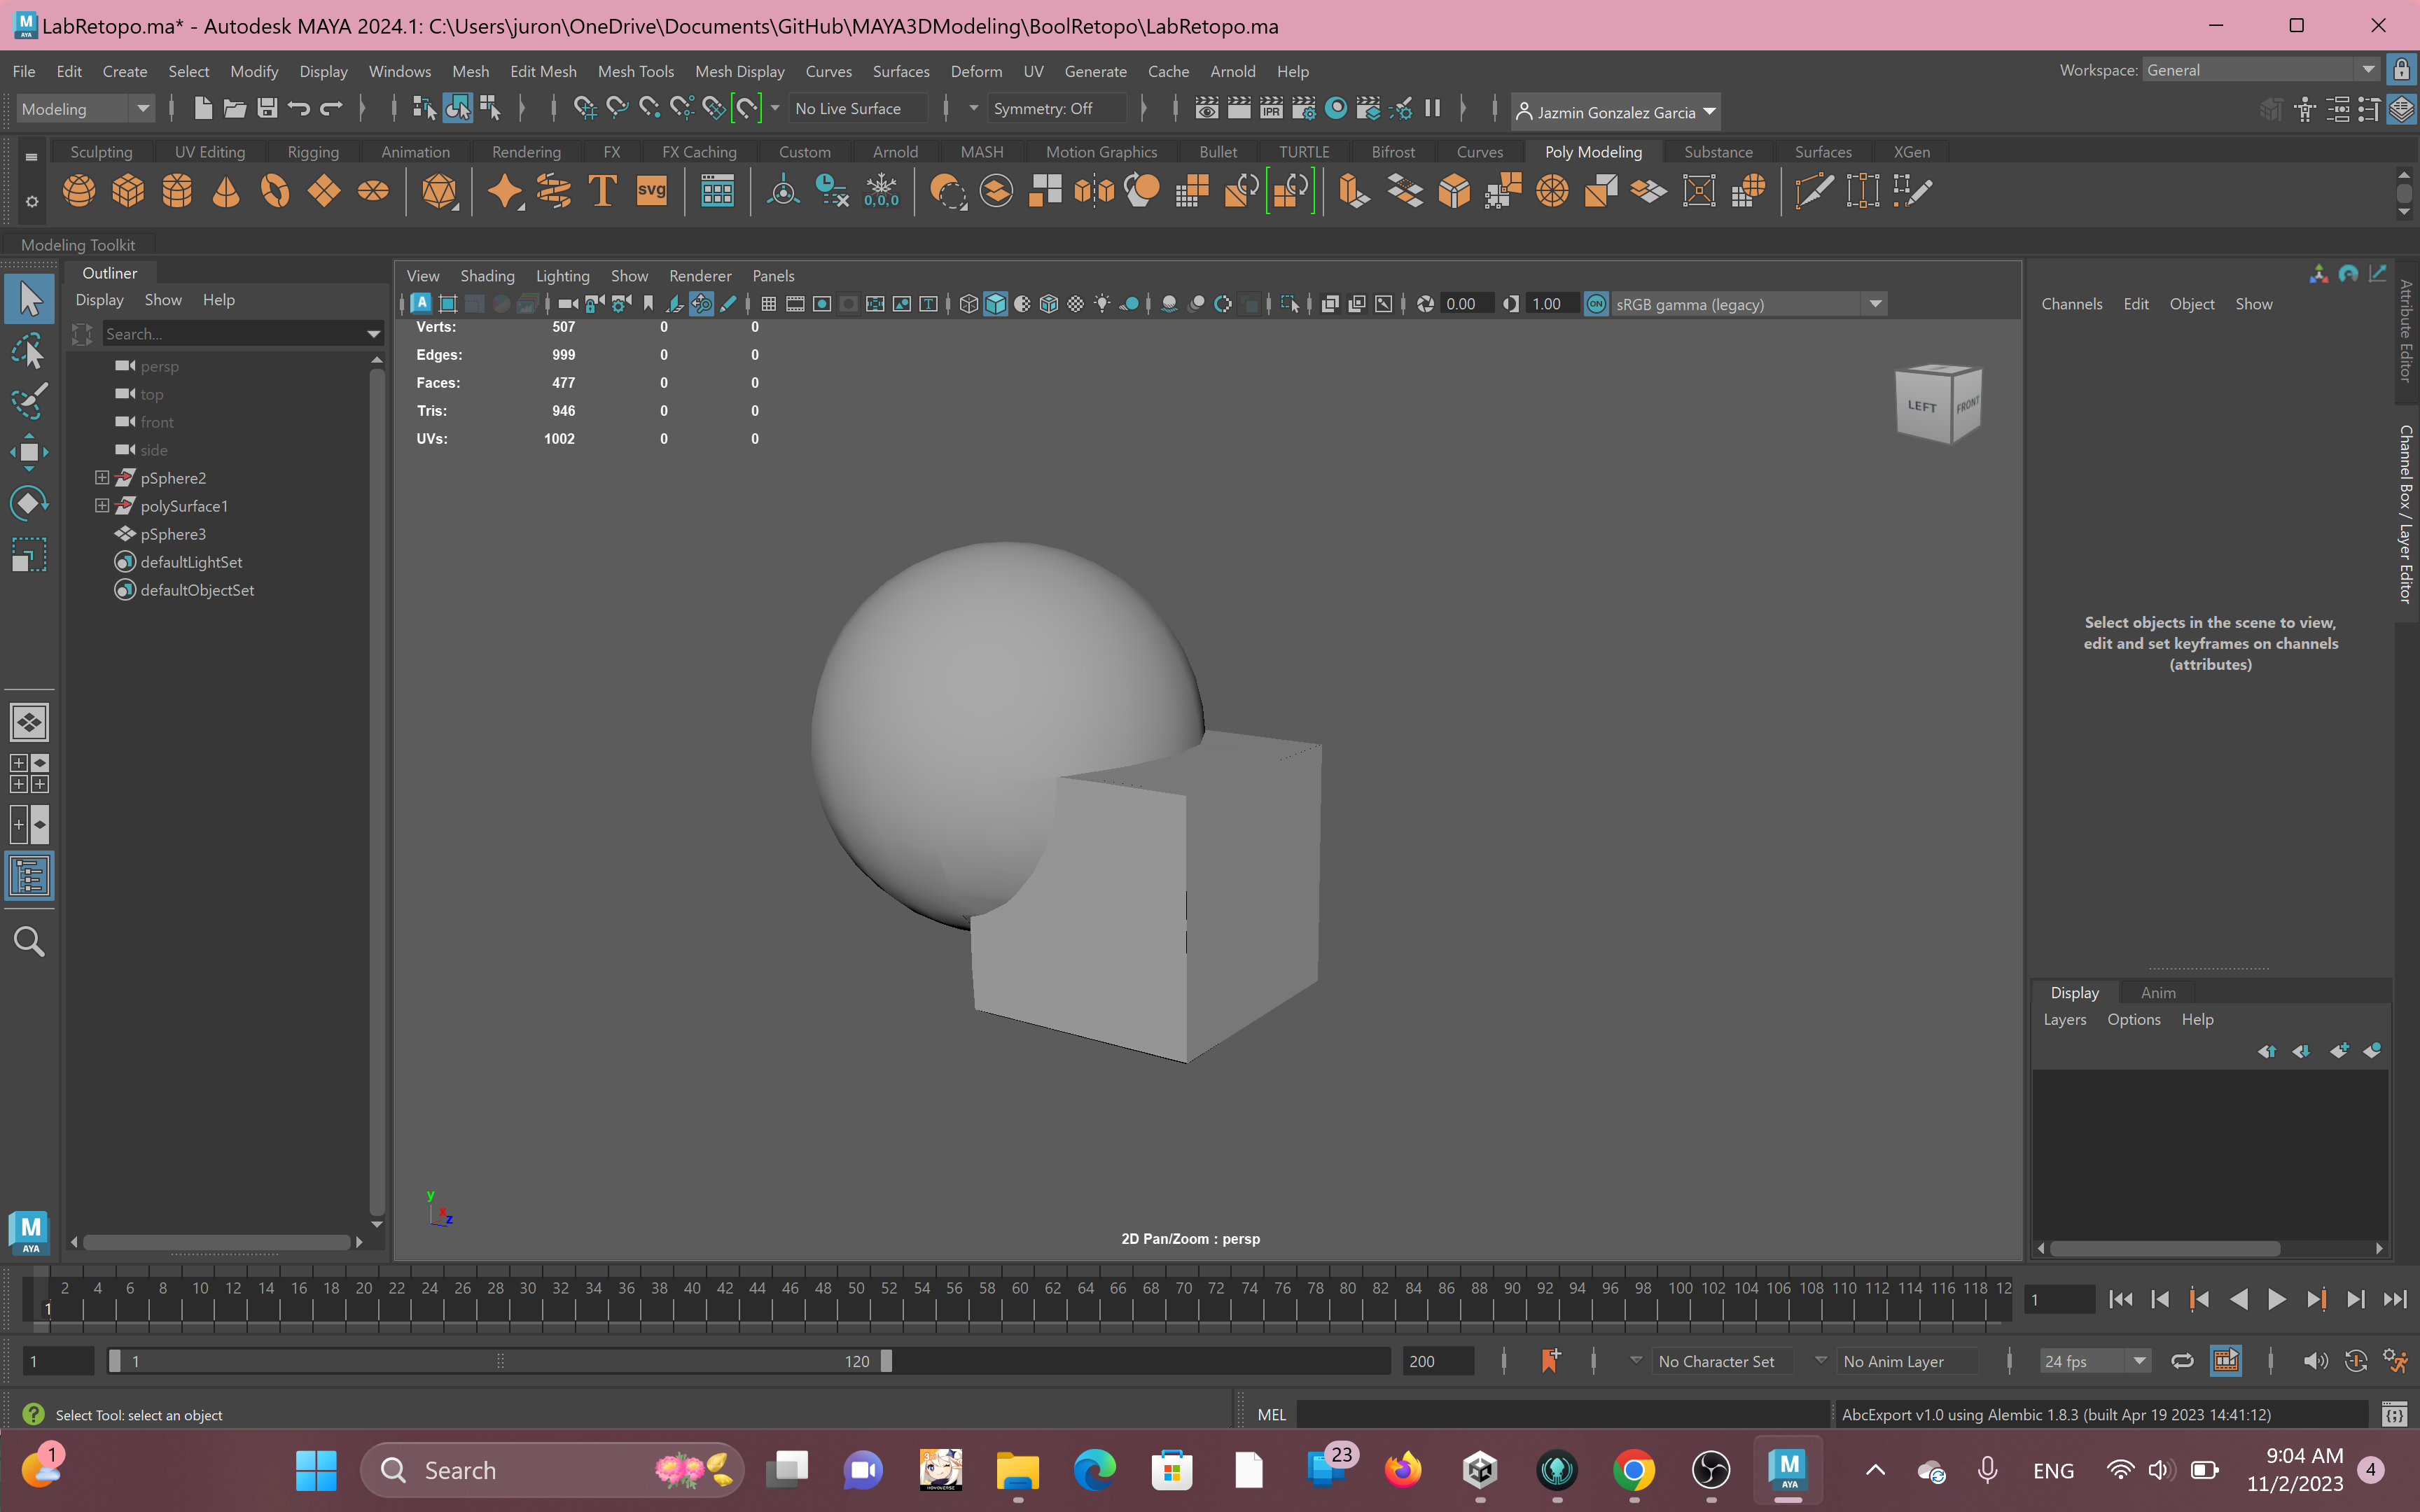 LabRetopo.ma* - Autodesk MAYA 2024.1: C:\Users\juron\OneDrive\Documents\GitHub\MAYA3DModeling\BoolRetopo\LabRetopo.ma
File Edit Create Select Modify Display Windows Mesh Edit Mesh Mesh Tools Mesh Display Curves Surfaces Deform UV Generate Cache Arnold Help Workspace: General
Modeling No Live Surface Symmetry: Off IPR Jazmin Gonzalez Garcia
Sculpting UV Editing Rigging Animation Rendering FX FX Caching Custom Arnold MASH Motion Graphics Bullet TURTLE Bifrost Curves Poly Modeling Substance Surfaces XGen
T svg 0,0,0
Modeling Toolkit
Outliner
Display Show Help
Search...
persp
top
front
side
pSphere2
polySurface1
pSphere3
defaultLightSet
defaultObjectSet
View Shading Lighting Show Renderer Panels
0.00 1.00 ON sRGB gamma (legacy)
Verts: 507 0 0
Edges: 999 0 0
Faces: 477 0 0
Tris: 946 0 0
UVs: 1002 0 0
LEFT FRONT
y
x
z
2D Pan/Zoom : persp
Channels Edit Object Show
Select objects in the scene to view,
edit and set keyframes on channels
(attributes)
Attribute Editor
Channel Box / Layer Editor
Display Anim
Layers Options Help
M
AYA
2 4 6 8 10 12 14 16 18 20 22 24 26 28 30 32 34 36 38 40 42 44 46 48 50 52 54 56 58 60 62 64 66 68 70 72 74 76 78 80 82 84 86 88 90 92 94 96 98 100 102 104 106 108 110 112 114 116 118 12
1 1
1 1 120 200 No Character Set No Anim Layer 24 fps
Select Tool: select an object MEL AbcExport v1.0 using Alembic 1.8.3 (built Apr 19 2023 14:41:12)
1 Search 23 M AYA ENG 9:04 AM 4
11/2/2023